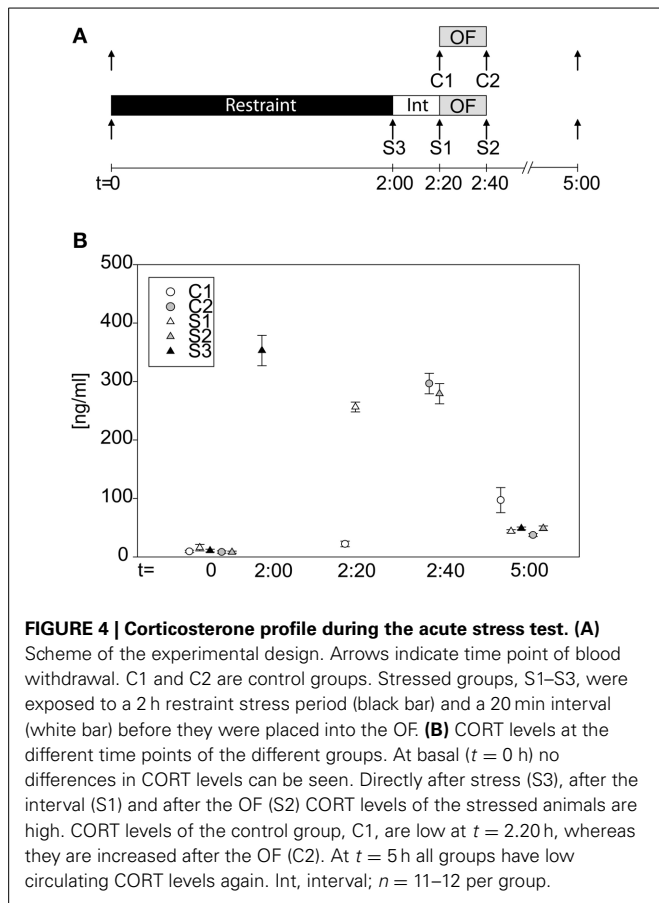 A
OF
C1 C2
Restraint Int OF
S3 S1 S2
t=0 2:00 2:20 2:40 5:00
B
500
400
300
200
100
0
[ng/ml]
C1
C2
S1
S2
S3
t= 0 2:00 2:20 2:40 5:00
FIGURE 4 | Corticosterone profile during the acute stress test. (A)
Scheme of the experimental design. Arrows indicate time point of blood
withdrawal. C1 and C2 are control groups. Stressed groups, S1–S3, were
exposed to a 2 h restraint stress period (black bar) and a 20 min interval
(white bar) before they were placed into the OF. (B) CORT levels at the
different time points of the different groups. At basal (t = 0 h) no
differences in CORT levels can be seen. Directly after stress (S3), after the
interval (S1) and after the OF (S2) CORT levels of the stressed animals are
high. CORT levels of the control group, C1, are low at t = 2.20 h, whereas
they are increased after the OF (C2). At t = 5 h all groups have low
circulating CORT levels again. Int, interval; n = 11–12 per group.